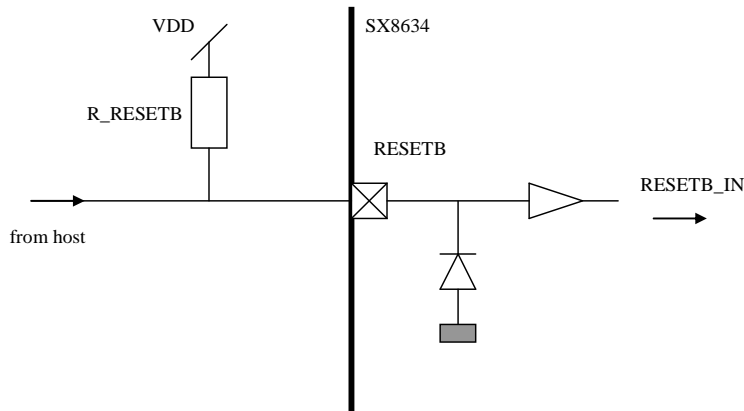 VDD
SX8634
R_RESETB
RESETB
RESETB_IN
from host